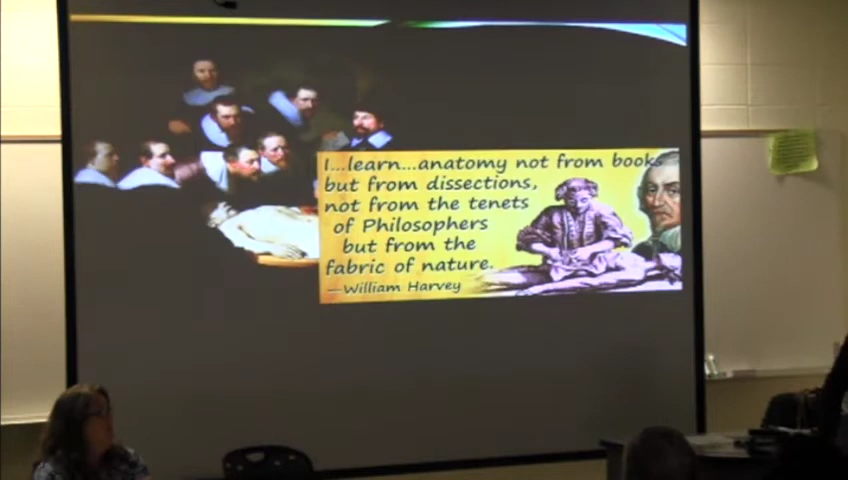 I...learn...anatomy not from books
but from dissections,
not from the tenets
of Philosophers
but from the
fabric of nature.
—William Harvey